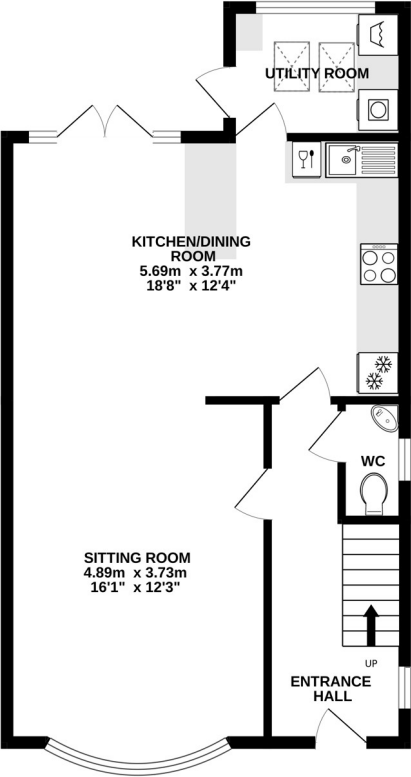 UTILITY ROOM
KITCHEN/DINING
ROOM
5.69m x 3.77m
18'8" x 12'4"
WC
SITTING ROOM
4.89m x 3.73m
16'1" x 12'3"
UP
ENTRANCE
HALL